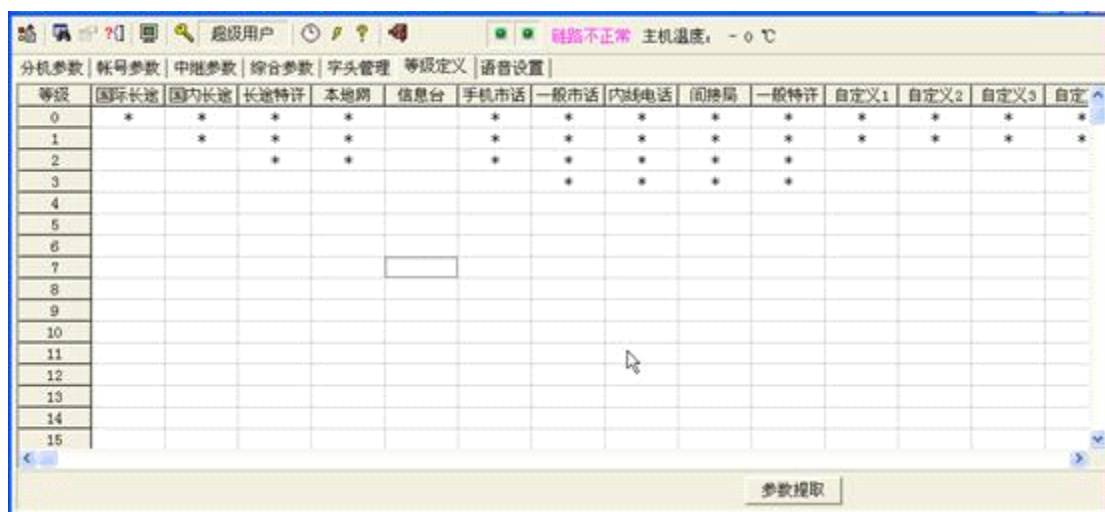 超级用户 链路不正常 主机温度: - 0 ℃
分机参数 帐号参数 中继参数 综合参数 字头管理 等级定义 语音设置
等级 国际长途 国内长途 长途特许 本地网 信息台 手机市话 一般市话 内线电话 间接局 一般特许 自定义1 自定义2 自定义3
0 * * * * * * * * * * * * *
1 * * * * * * * * * * * *
2 * * * * * * *
3 * * * *
4
5
6
7
8
9
10
11
12
13
14
15
参数提取